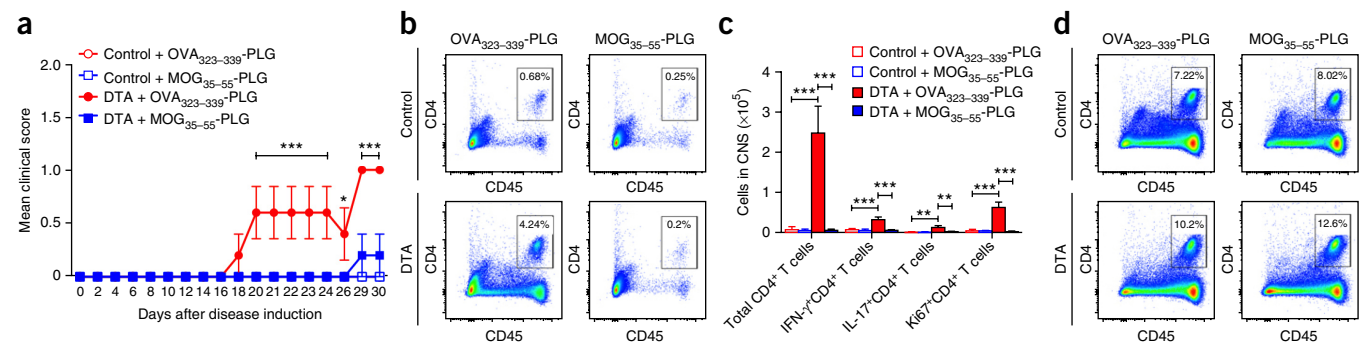 a
Control + OVA323–339-PLG
Control + MOG35–55-PLG
DTA + OVA323–339-PLG
DTA + MOG35–55-PLG
2.0
1.5
1.0
0.5
0
Mean clinical score
***
*
***
0 2 4 6 8 10 12 14 16 18 20 21 22 23 24 26 29 30
Days after disease induction
b
OVA323–339-PLG
MOG35–55-PLG
Control
CD4
0.68%
CD45
CD4
0.25%
CD45
DTA
CD4
4.24%
CD45
CD4
0.2%
CD45
c
Control + OVA323–339-PLG
Control + MOG35–55-PLG
DTA + OVA323–339-PLG
DTA + MOG35–55-PLG
Cells in CNS (×10⁵)
4
3
2
1
0
*** ***
*** ***
** **
*** ***
Total CD4⁺ T cells
IFN-γ⁺CD4⁺ T cells
IL-17⁺CD4⁺ T cells
Ki67⁺CD4⁺ T cells
d
OVA323–339-PLG
MOG35–55-PLG
Control
CD4
7.22%
CD45
CD4
8.02%
CD45
DTA
CD4
10.2%
CD45
CD4
12.6%
CD45